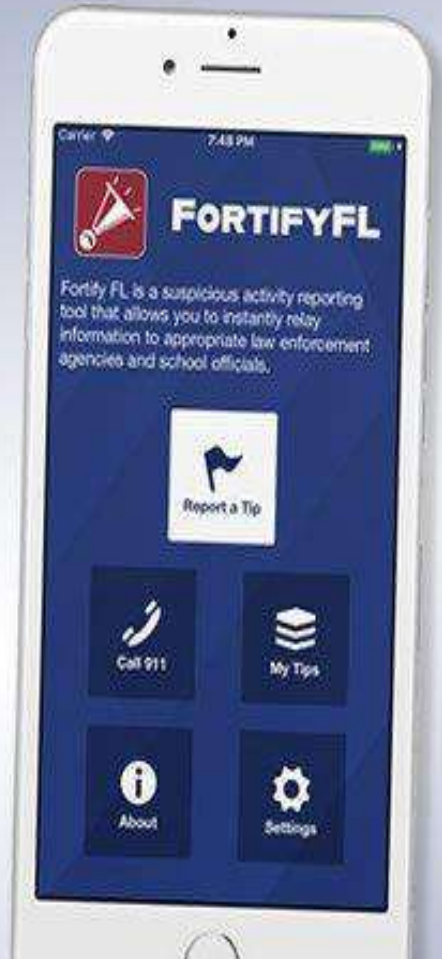 Carrier 7:48 PM
FORTIFYFL
Fortify FL is a suspicious activity reporting
tool that allows you to instantly relay
information to appropriate law enforcement
agencies and school officials.
Report a Tip
Call 911 My Tips
About Settings